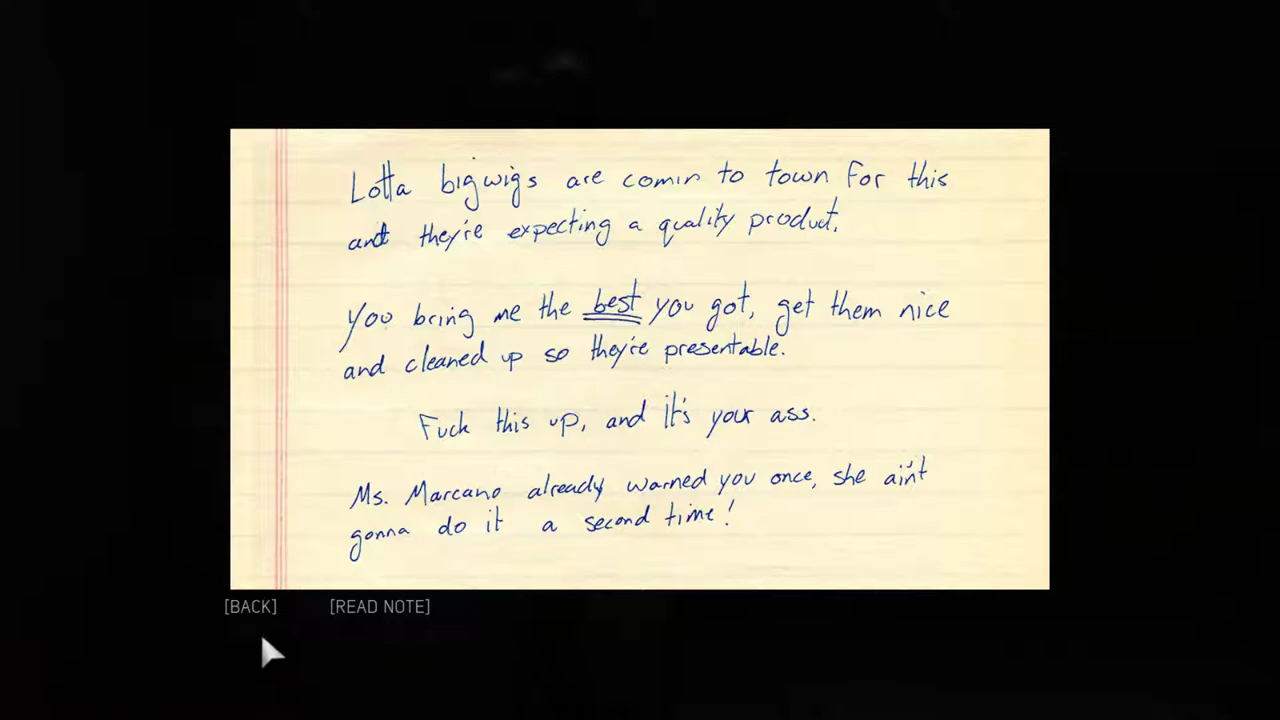 Lotta bigwigs are comin to town for this
and they're expecting a quality product.
You bring me the best you got, get them nice
and cleaned up so they're presentable.
Fuck this up, and it's your ass.
Ms. Marcano already warned you once, she ain't
gonna do it a second time!
[BACK] [READ NOTE]